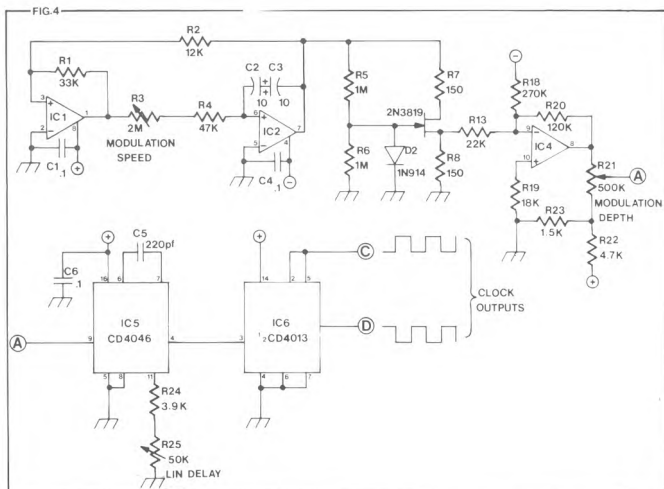 FIG.4
R2
12K
R1
33K
3
2
1
8
IC1
C1
.1
+
R3
2M
MODULATION
SPEED
R4
47K
C2
C3
+
+
10
10
6
5
7
4
IC2
C4
.1
−
R5
1M
R6
1M
D2
1N914
2N3819
R7
150
R8
150
R13
22K
−
R18
270K
R20
120K
9
10
8
IC4
R19
18K
R23
1.5K
R21
500K
MODULATION
DEPTH
A
R22
4.7K
+
+
C5
220pf
C6
.1
16
6
7
IC5
CD4046
A
9
4
5
8
11
R24
3.9K
R25
50K
LIN DELAY
+
14
2
5
IC6
½CD4013
3
4
6
7
C
D
CLOCK
OUTPUTS